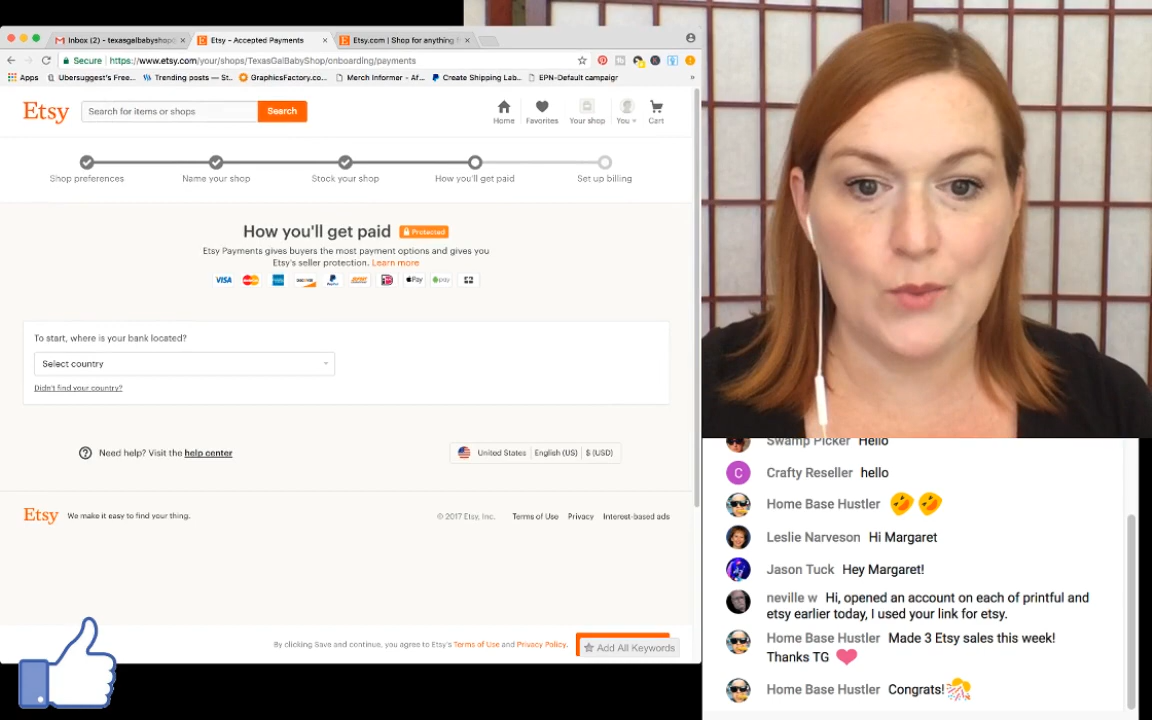 Inbox (2) - texasgalbabyshop
Etsy - Accepted Payments
Etsy.com | Shop for anything f
Secure
https://www.etsy.com/your/shops/TexasGalBabyShop/onboarding/payments
Apps
Ubersuggest's Free...
Trending posts — St...
GraphicsFactory.co...
Merch Informer - Af...
Create Shipping Lab...
EPN-Default campaigr
»
Etsy
Search for items or shops
Search
Home
Favorites
Your shop
You
Cart
Shop preferences
Name your shop
Stock your shop
How you'll get paid
Set up billing
How you'll get paid
Protected
Etsy Payments gives buyers the most payment options and gives you
Etsy's seller protection. Learn more
VISA
Pay
pay
To start, where is your bank located?
Select country
Didn't find your country?
Need help? Visit the help center
United States
English (US)
$ (USD)
Etsy
We make it easy to find your thing.
© 2017 Etsy, Inc.
Terms of Use
Privacy
Interest-based ads
By clicking Save and continue, you agree to Etsy's Terms of Use and Privacy Policy.
Add All Keywords
Swamp Picker Hello
C
Crafty Reseller hello
Home Base Hustler
Leslie Narveson Hi Margaret
Jason Tuck Hey Margaret!
neville w Hi, opened an account on each of printful and
etsy earlier today, I used your link for etsy.
Home Base Hustler Made 3 Etsy sales this week!
Thanks TG
Home Base Hustler Congrats!